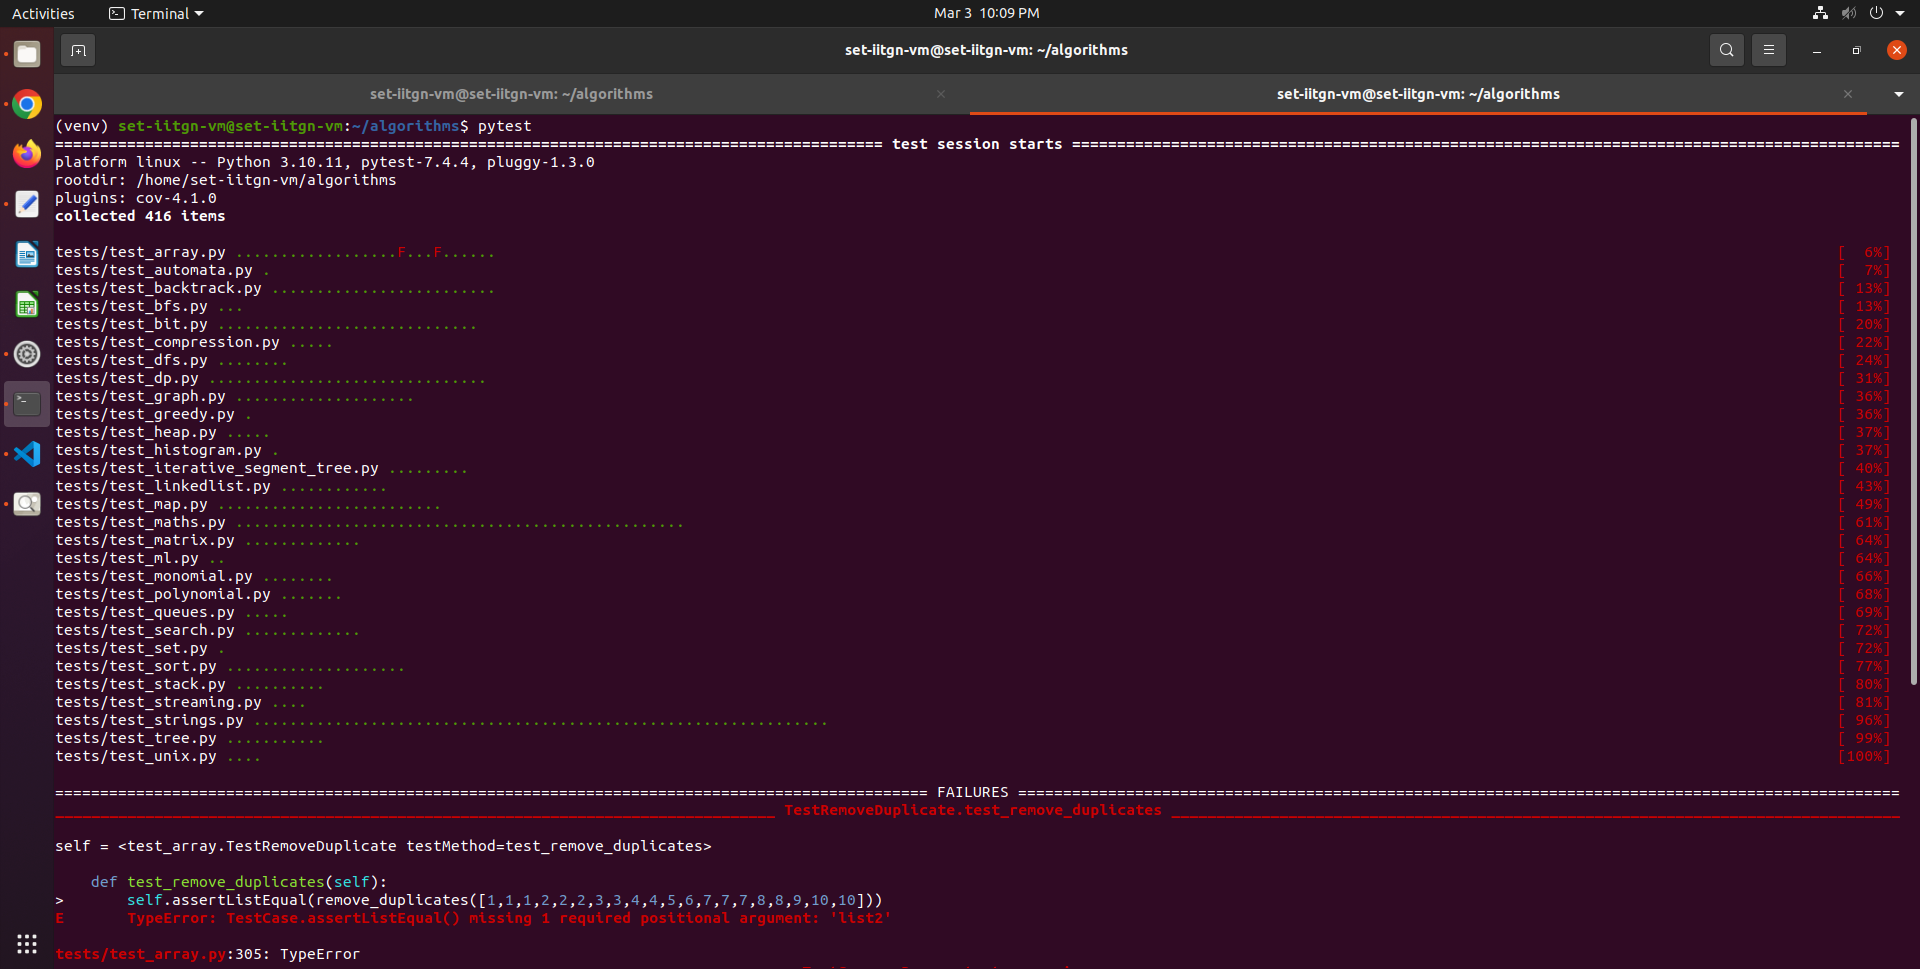 Activities
Terminal
Mar 3 10:09 PM
set-iitgn-vm@set-iitgn-vm: ~/algorithms
set-iitgn-vm@set-iitgn-vm: ~/algorithms
set-iitgn-vm@set-iitgn-vm: ~/algorithms
(venv) set-iitgn-vm@set-iitgn-vm:~/algorithms$ pytest
============================================================================================ test session starts ============================================================================================
platform linux -- Python 3.10.11, pytest-7.4.4, pluggy-1.3.0
rootdir: /home/set-iitgn-vm/algorithms
plugins: cov-4.1.0
collected 416 items
tests/test_array.py ..................F...F...... [  6%]
tests/test_automata.py . [  7%]
tests/test_backtrack.py ......................... [ 13%]
tests/test_bfs.py ... [ 13%]
tests/test_bit.py ............................. [ 20%]
tests/test_compression.py ..... [ 22%]
tests/test_dfs.py ........ [ 24%]
tests/test_dp.py ............................... [ 31%]
tests/test_graph.py .................... [ 36%]
tests/test_greedy.py . [ 36%]
tests/test_heap.py ..... [ 37%]
tests/test_histogram.py . [ 37%]
tests/test_iterative_segment_tree.py ......... [ 40%]
tests/test_linkedlist.py ............ [ 43%]
tests/test_map.py ......................... [ 49%]
tests/test_maths.py .................................................. [ 61%]
tests/test_matrix.py ............. [ 64%]
tests/test_ml.py .. [ 64%]
tests/test_monomial.py ........ [ 66%]
tests/test_polynomial.py ....... [ 68%]
tests/test_queues.py ..... [ 69%]
tests/test_search.py ............. [ 72%]
tests/test_set.py . [ 72%]
tests/test_sort.py .................... [ 77%]
tests/test_stack.py .......... [ 80%]
tests/test_streaming.py .... [ 81%]
tests/test_strings.py ................................................................ [ 96%]
tests/test_tree.py ........... [ 99%]
tests/test_unix.py .... [100%]
================================================================================================= FAILURES ==================================================================================================
________________________________________________________________________________ TestRemoveDuplicate.test_remove_duplicates _________________________________________________________________________________
self = <test_array.TestRemoveDuplicate testMethod=test_remove_duplicates>
    def test_remove_duplicates(self):
>       self.assertListEqual(remove_duplicates([1,1,1,2,2,2,3,3,4,4,5,6,7,7,7,8,8,9,10,10]))
E       TypeError: TestCase.assertListEqual() missing 1 required positional argument: 'list2'
tests/test_array.py:305: TypeError